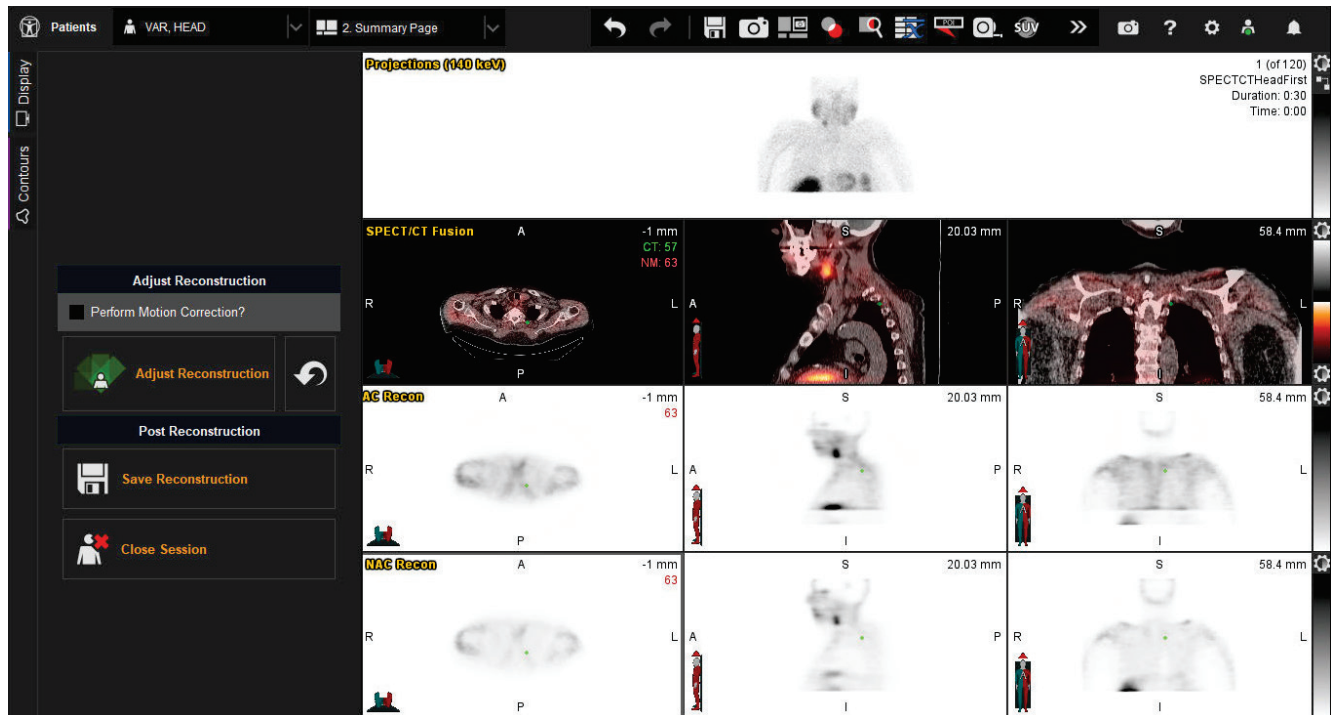 Patients VAR, HEAD 2. Summary Page POI SUV ?
Display
Contours
Adjust Reconstruction
Perform Motion Correction?
Adjust Reconstruction
Post Reconstruction
Save Reconstruction
Close Session
Projections (140 keV)
1 (of 120)
SPECTCTHeadFirst
Duration: 0:30
Time: 0:00
SPECT/CT Fusion A -1 mm
CT: 57
NM: 63
R L
P
S 20.03 mm
A P
I
S 58.4 mm
R L
A
I
AC Recon A -1 mm
63
R L
P
S 20.03 mm
A P
I
S 58.4 mm
R L
A
I
NAC Recon A -1 mm
63
R L
P
S 20.03 mm
A P
I
S 58.4 mm
R L
A
I